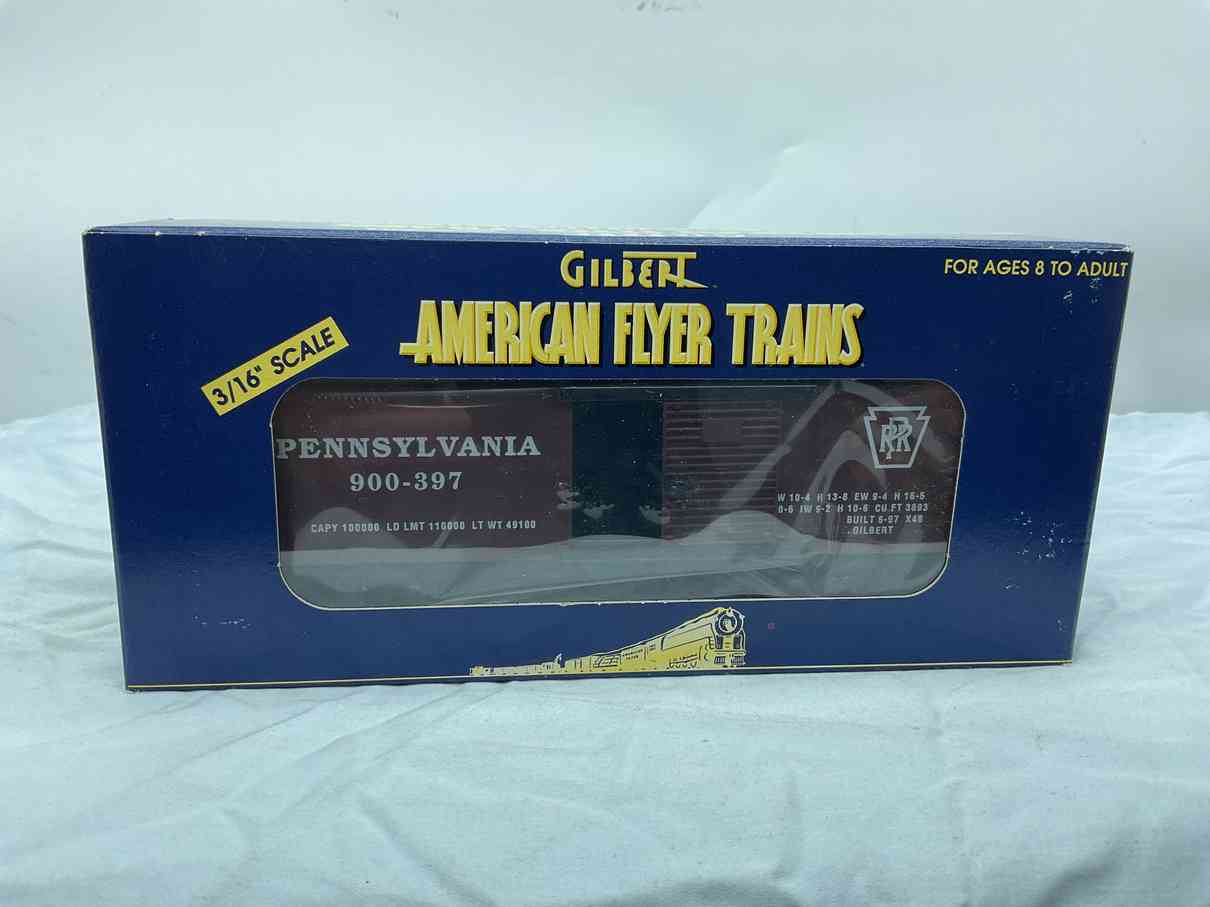 GILBERT
FOR AGES 8 TO ADULT
AMERICAN FLYER TRAINS
3/16" SCALE
PENNSYLVANIA
900-397
CAPY 100000 LD LMT 110000 LT WT 49100
PRR
W 10-4 H 13-8 EW 9-4 H 16-5
0-6 IW 9-2 H 10-6 CU.FT 3893
BUILT 5-97 X48
GILBERT